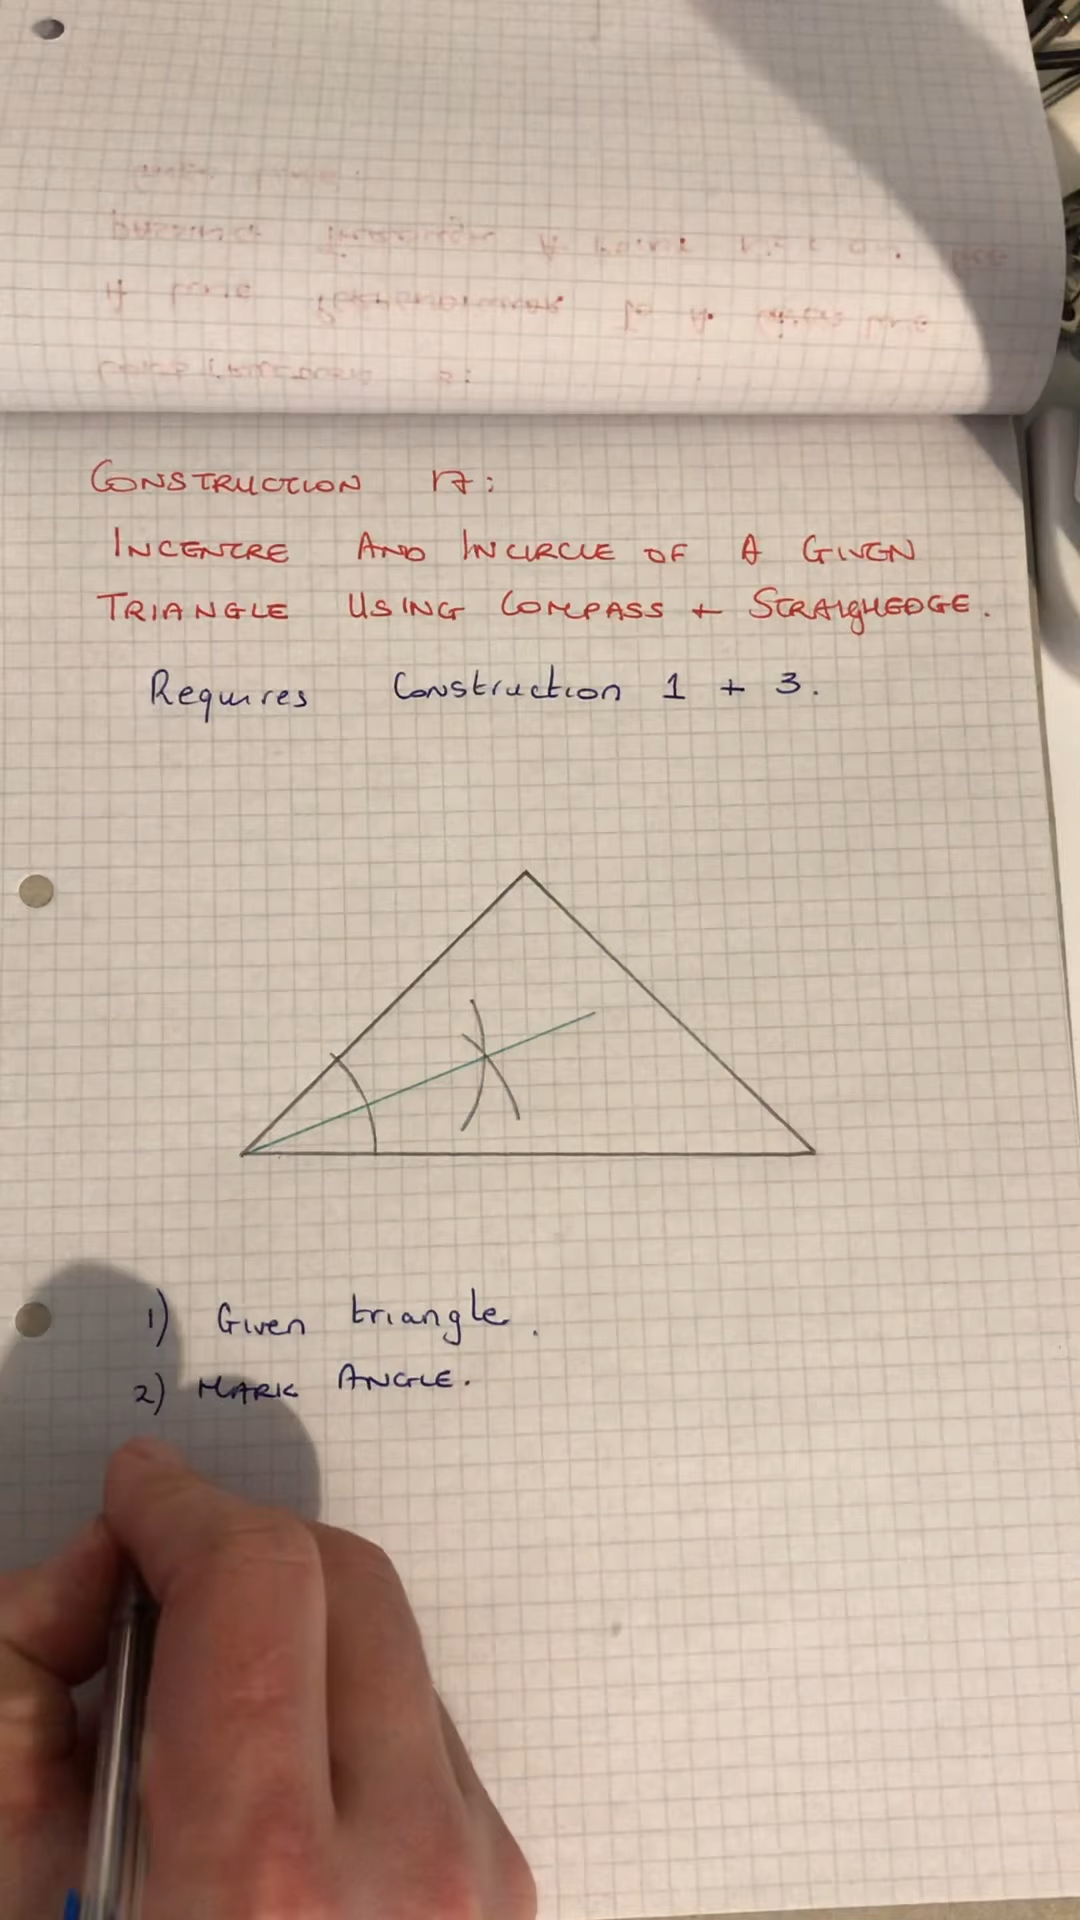 CONSTRUCTION 17:
INCENTRE AND INCIRCLE OF A GIVEN
TRIANGLE USING COMPASS + STRAIGHEDGE.
Requires Construction 1 + 3.
1) Given triangle.
2) MARK ANGLE.